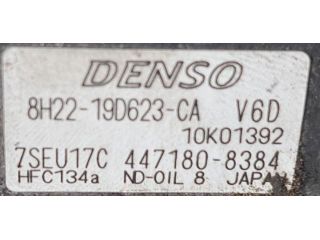 DENSO
8H22-19D623-CA V6D
10K01392
7SEU17C 447180-8384
HFC134a ND-OIL 8 JAPAN